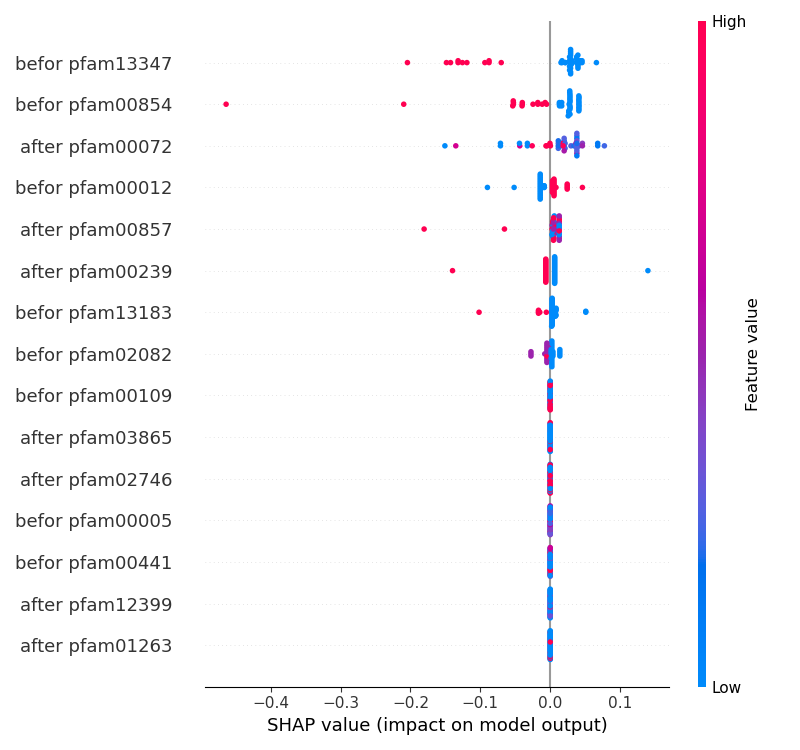 High
befor pfam13347
befor pfam00854
after pfam00072
befor pfam00012
after pfam00857
after pfam00239
befor pfam13183
befor pfam02082
befor pfam00109
after pfam03865
after pfam02746
befor pfam00005
befor pfam00441
after pfam12399
after pfam01263
Feature value
Low
−0.4 −0.3 −0.2 −0.1 0.0 0.1
SHAP value (impact on model output)